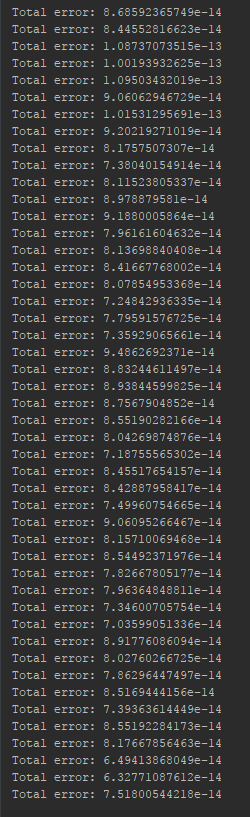 Total error: 8.68592365749e-14
Total error: 8.44552816623e-14
Total error: 1.08737073515e-13
Total error: 1.00193932625e-13
Total error: 1.09503432019e-13
Total error: 9.06062946729e-14
Total error: 1.01531295691e-13
Total error: 9.20219271019e-14
Total error: 8.1757507307e-14
Total error: 7.38040154914e-14
Total error: 8.11523805337e-14
Total error: 8.978879581e-14
Total error: 9.1880005864e-14
Total error: 7.96161604632e-14
Total error: 8.13698840408e-14
Total error: 8.41667768002e-14
Total error: 8.07854953368e-14
Total error: 7.24842936335e-14
Total error: 7.79591576725e-14
Total error: 7.35929065661e-14
Total error: 9.4862692371e-14
Total error: 8.83244611497e-14
Total error: 8.93844599825e-14
Total error: 8.7567904852e-14
Total error: 8.55190282166e-14
Total error: 8.04269874876e-14
Total error: 7.18755565302e-14
Total error: 8.45517654157e-14
Total error: 8.42887958417e-14
Total error: 7.49960754665e-14
Total error: 9.06095266467e-14
Total error: 8.15710069468e-14
Total error: 8.54492371976e-14
Total error: 7.82667805177e-14
Total error: 7.96364848811e-14
Total error: 7.34600705754e-14
Total error: 7.03599051336e-14
Total error: 8.91776086094e-14
Total error: 8.02760266725e-14
Total error: 7.86296447497e-14
Total error: 8.5169444156e-14
Total error: 7.39363614449e-14
Total error: 8.55192284173e-14
Total error: 8.17667856463e-14
Total error: 6.49413868049e-14
Total error: 6.32771087612e-14
Total error: 7.51800544218e-14